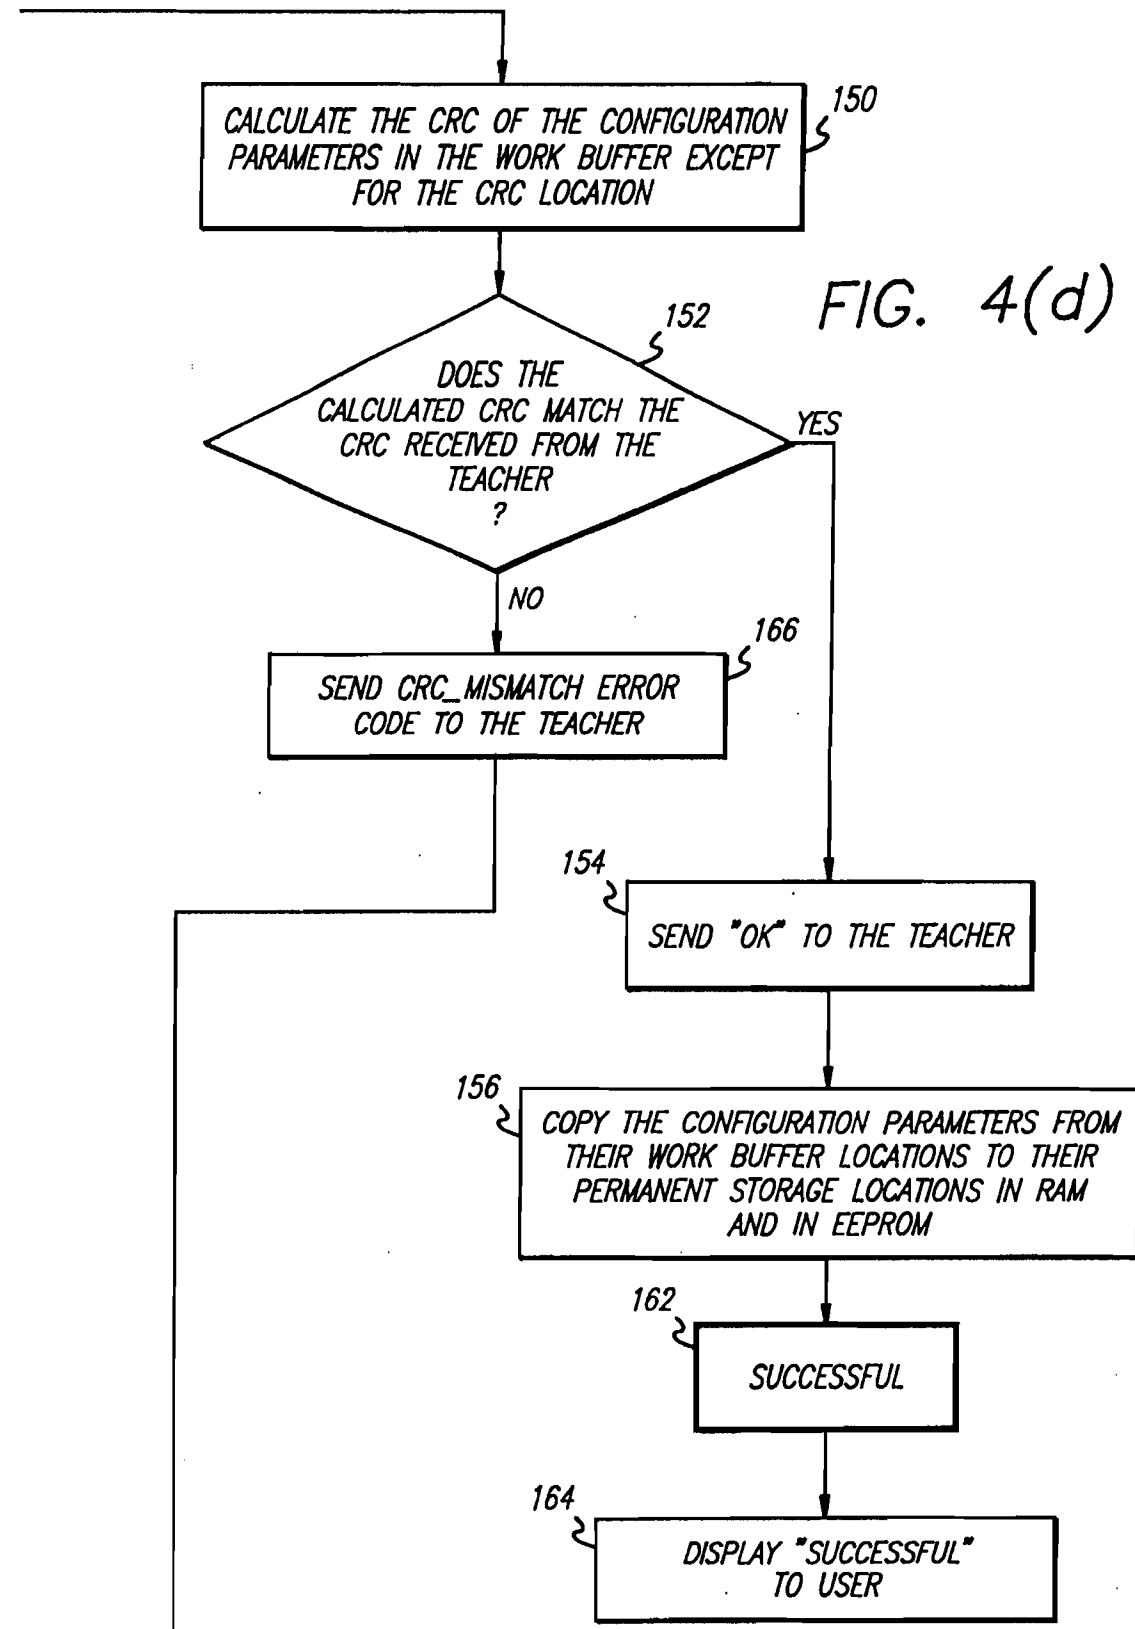 150
CALCULATE THE CRC OF THE CONFIGURATION
PARAMETERS IN THE WORK BUFFER EXCEPT
FOR THE CRC LOCATION
FIG. 4(d)
152
DOES THE
CALCULATED CRC MATCH THE
CRC RECEIVED FROM THE
TEACHER
?
YES
NO
166
SEND CRC_MISMATCH ERROR
CODE TO THE TEACHER
154
SEND "OK" TO THE TEACHER
156
COPY THE CONFIGURATION PARAMETERS FROM
THEIR WORK BUFFER LOCATIONS TO THEIR
PERMANENT STORAGE LOCATIONS IN RAM
AND IN EEPROM
162
SUCCESSFUL
164
DISPLAY "SUCCESSFUL"
TO USER